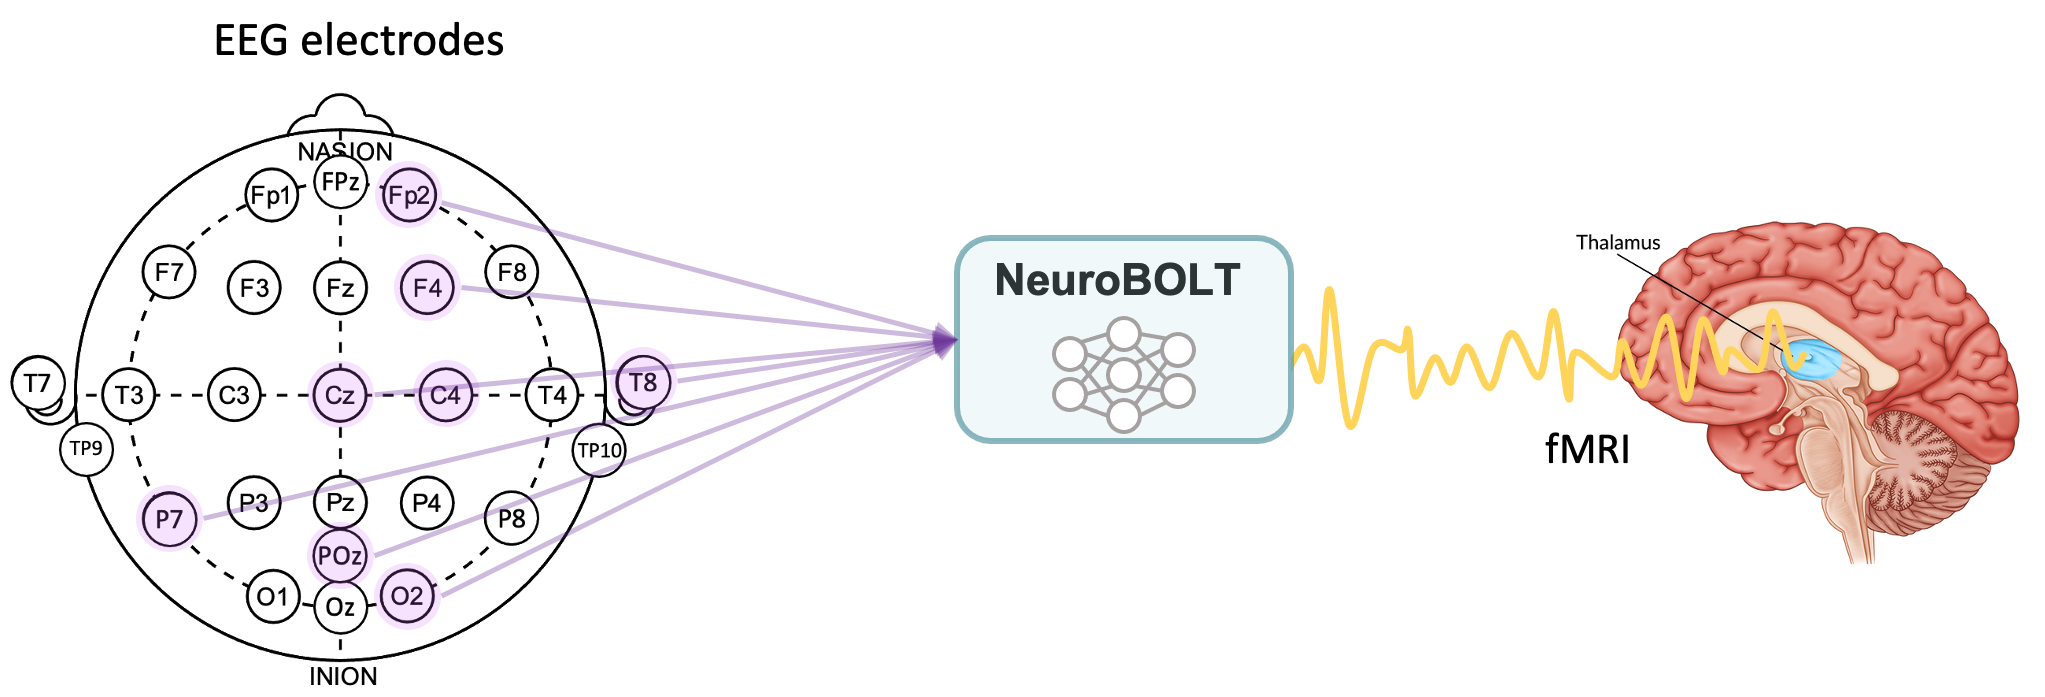 EEG electrodes
NASION
Fp1
FPz
Fp2
F7
F3
Fz
F4
F8
T7
T3
C3
Cz
C4
T4
T8
TP9
TP10
P7
P3
Pz
P4
P8
POz
O1
Oz
O2
INION
NeuroBOLT
Thalamus
fMRI